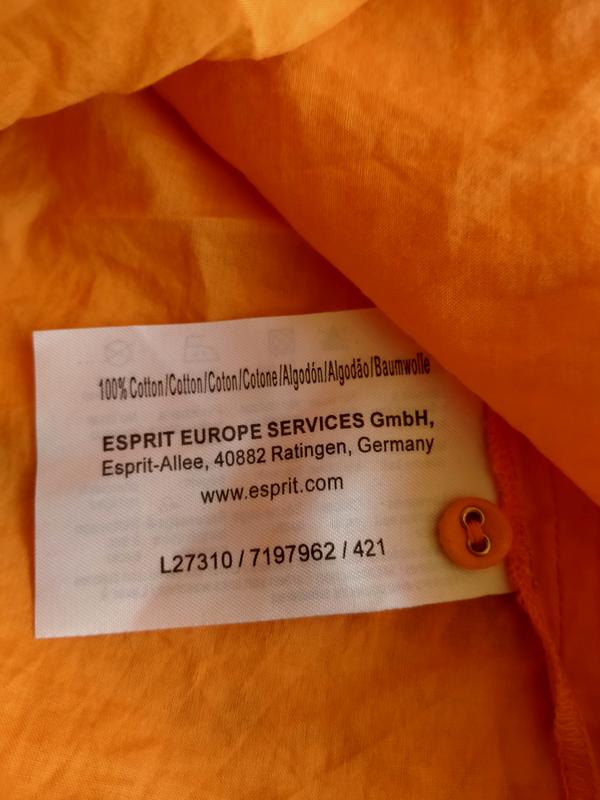 100% Cotton/Cotton/Coton/Cotone/Algodón/Algodão/Baumwolle
ESPRIT EUROPE SERVICES GmbH,
Esprit-Allee, 40882 Ratingen, Germany
www.esprit.com
L27310 / 7197962 / 421